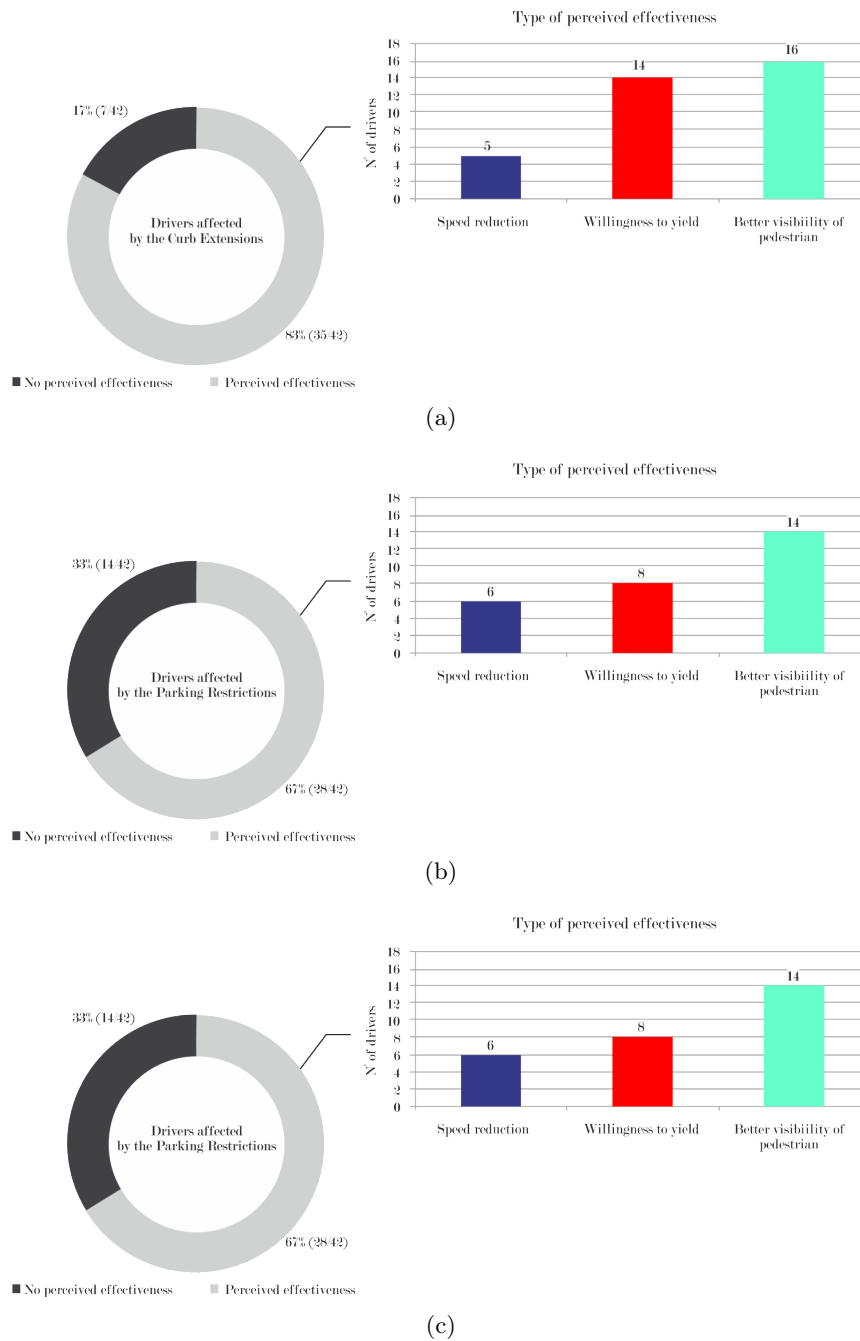 Type of perceived effectiveness
18
16
14
12
10
8
6
4
2
0
N° of drivers
5
14
16
Speed reduction
Willingness to yield
Better visibiility of
pedestrian
17% (7/42)
Drivers affected
by the Curb Extensions
83% (35/42)
No perceived effectiveness
Perceived effectiveness
(a)
Type of perceived effectiveness
18
16
14
12
10
8
6
4
2
0
N° of drivers
6
8
14
Speed reduction
Willingness to yield
Better visibiility of
pedestrian
33% (14/42)
Drivers affected
by the Parking Restrictions
67% (28/42)
No perceived effectiveness
Perceived effectiveness
(b)
Type of perceived effectiveness
18
16
14
12
10
8
6
4
2
0
N° of drivers
6
8
14
Speed reduction
Willingness to yield
Better visibiility of
pedestrian
33% (14/42)
Drivers affected
by the Parking Restrictions
67% (28/42)
No perceived effectiveness
Perceived effectiveness
(c)